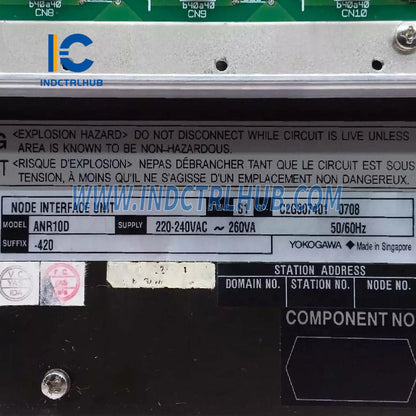 CN8 CN9 CN10
INDCTRLHUB
<EXPLOSION HAZARD> DO NOT DISCONNECT WHILE CIRCUIT IS LIVE UNLESS
AREA IS KNOWN TO BE NON-HAZARDOUS.
<RISQUE D'EXPLOSION> NEPAS DÉBRANCHER TANT QUE LE CIRCUIT EST SOUS
TENSION, À MOINS QU'IL NE S'AGISSE D'UN EMPLACEMENT NON DANGEREUX.
WWW.INDCTRLHUB.COM
NODE INTERFACE UNIT S1 C2G307401 0708
MODEL ANR10D SUPPLY 220-240VAC ~ 260VA 50/60Hz
SUFFIX -420 YOKOGAWA Made in Singapore
STATION ADDRESS
DOMAIN NO. STATION NO. NODE NO.
COMPONENT NO